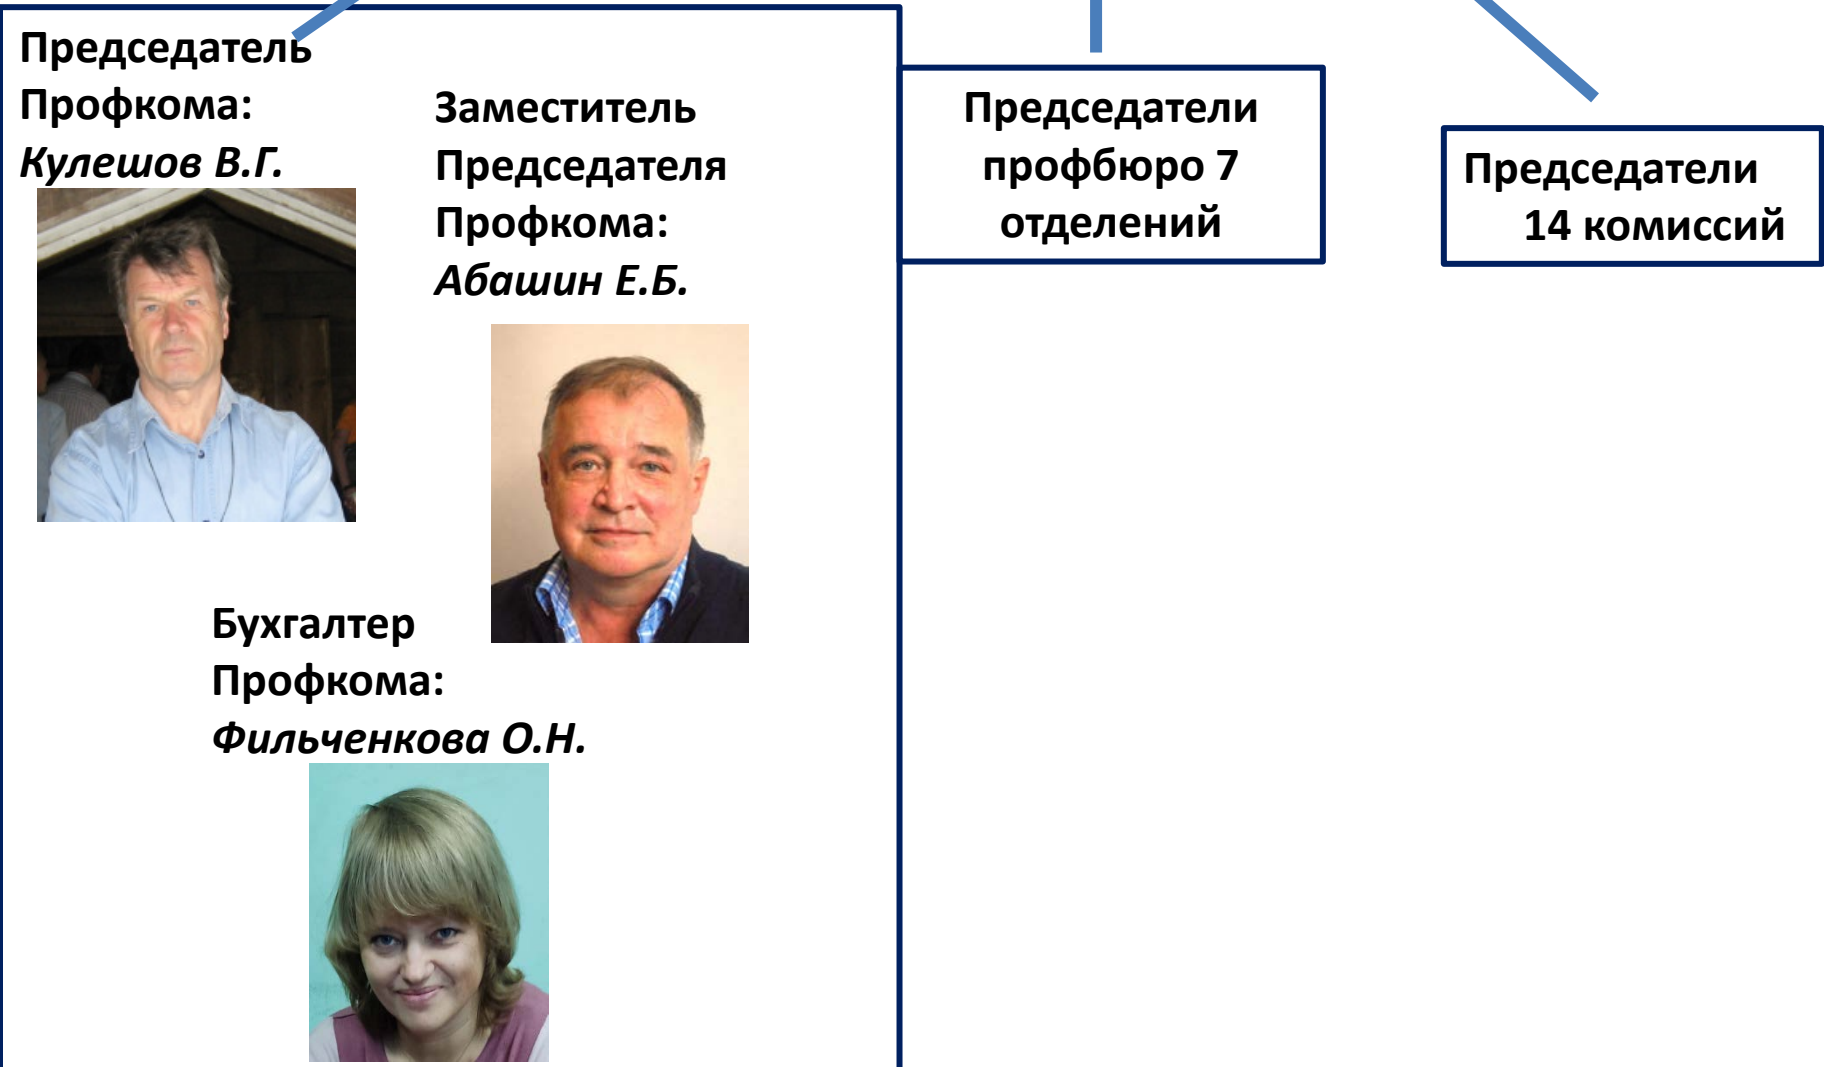 Председатель
Профкома:
Кулешов В.Г.
Заместитель
Председателя
Профкома:
Абашин Е.Б.
Бухгалтер
Профкома:
Фильченкова О.Н.
Председатели
профбюро 7
отделений
Председатели
14 комиссий